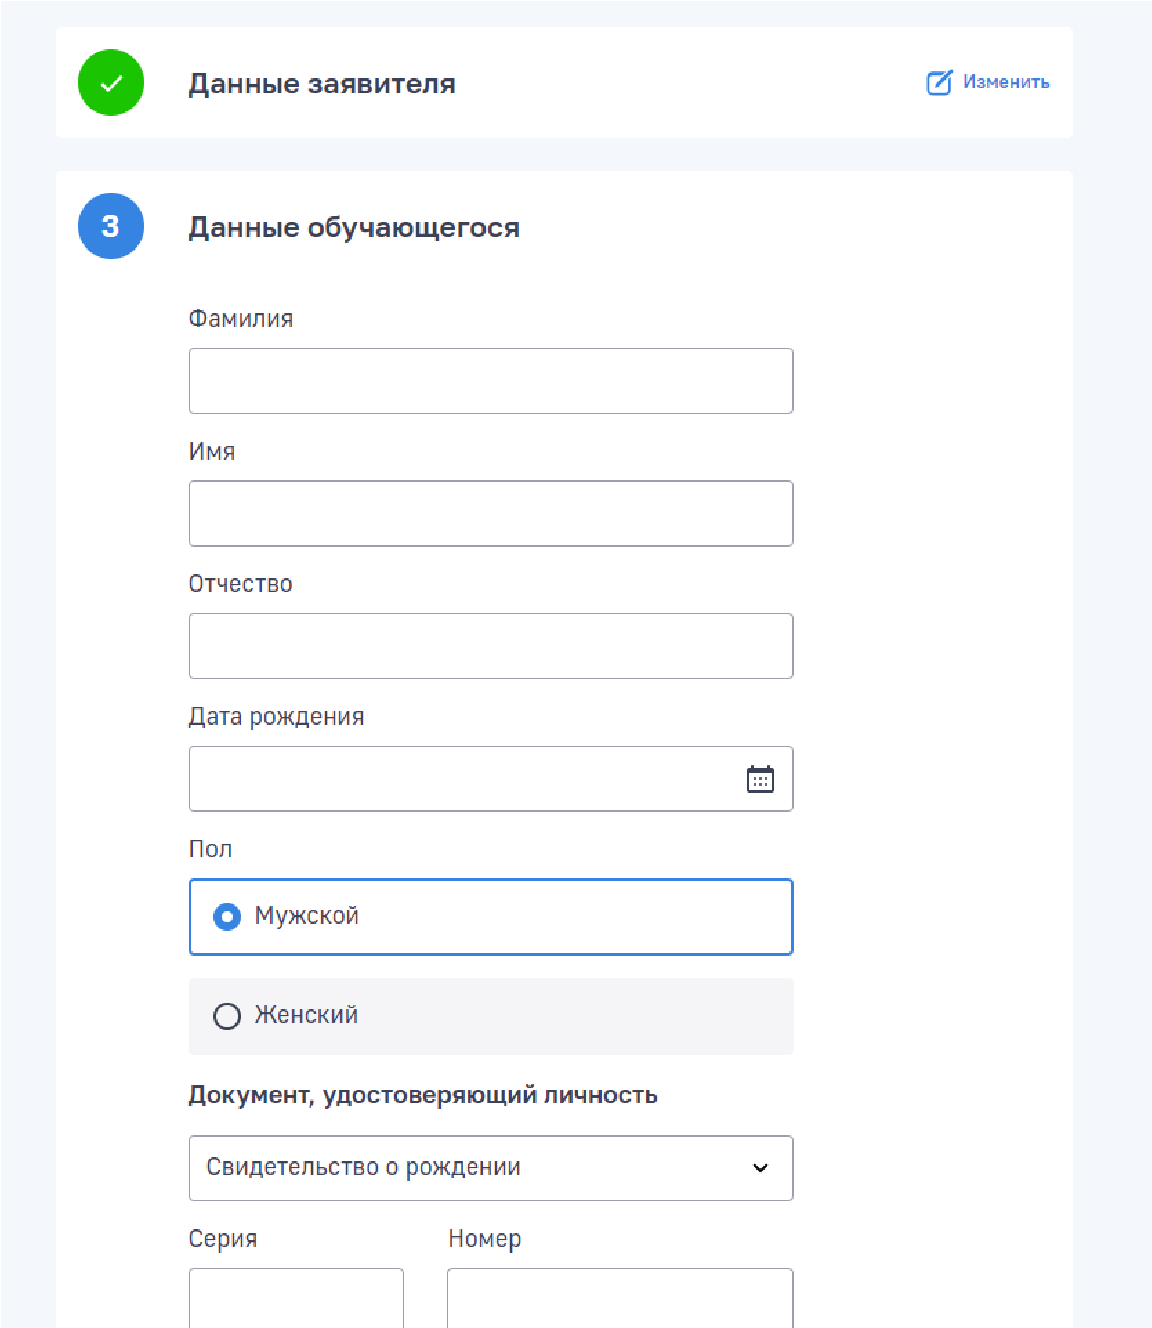 Данные заявителя
Изменить
3
Данные обучающегося
Фамилия
Имя
Отчество
Дата рождения
Пол
Мужской
Женский
Документ, удостоверяющий личность
Свидетельство о рождении
Серия
Номер